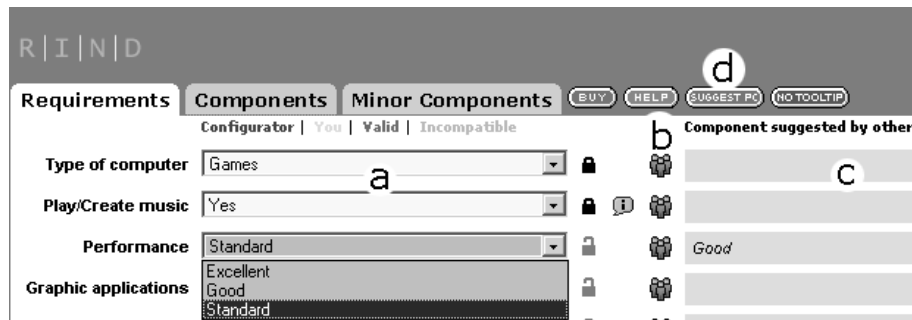 R|I|N|D
d
Requirements Components Minor Components BUY HELP SUGGEST PC NO TOOLTIP
Configurator | You | Valid | Incompatible b Component suggested by other
Type of computer Games a c
Play/Create music Yes i
Performance Standard Good
Excellent
Graphic applications Good
Standard